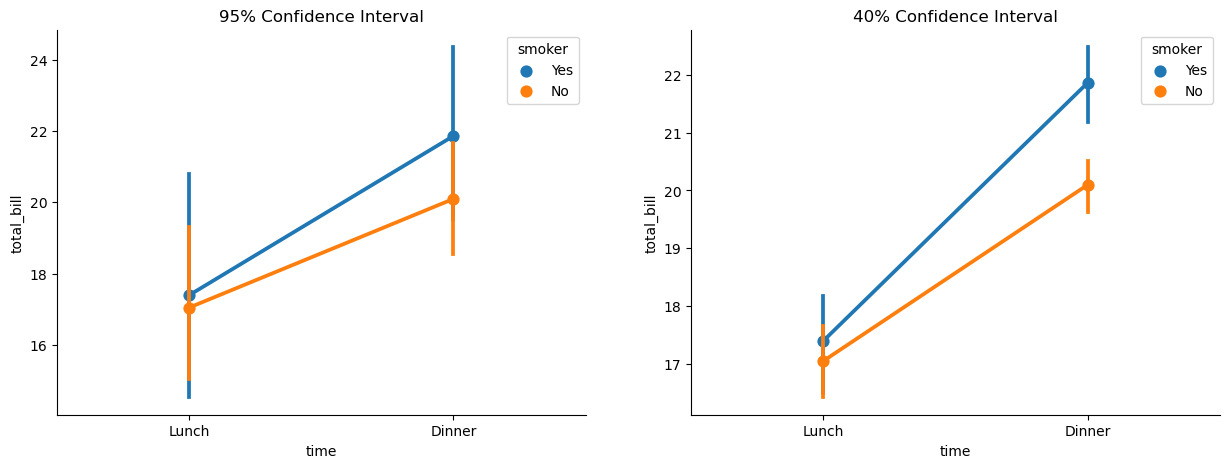 95% Confidence Interval
total_bill
24
22
20
18
16
smoker
Yes
No
Lunch
Dinner
time
40% Confidence Interval
total_bill
22
21
20
19
18
17
smoker
Yes
No
Lunch
Dinner
time